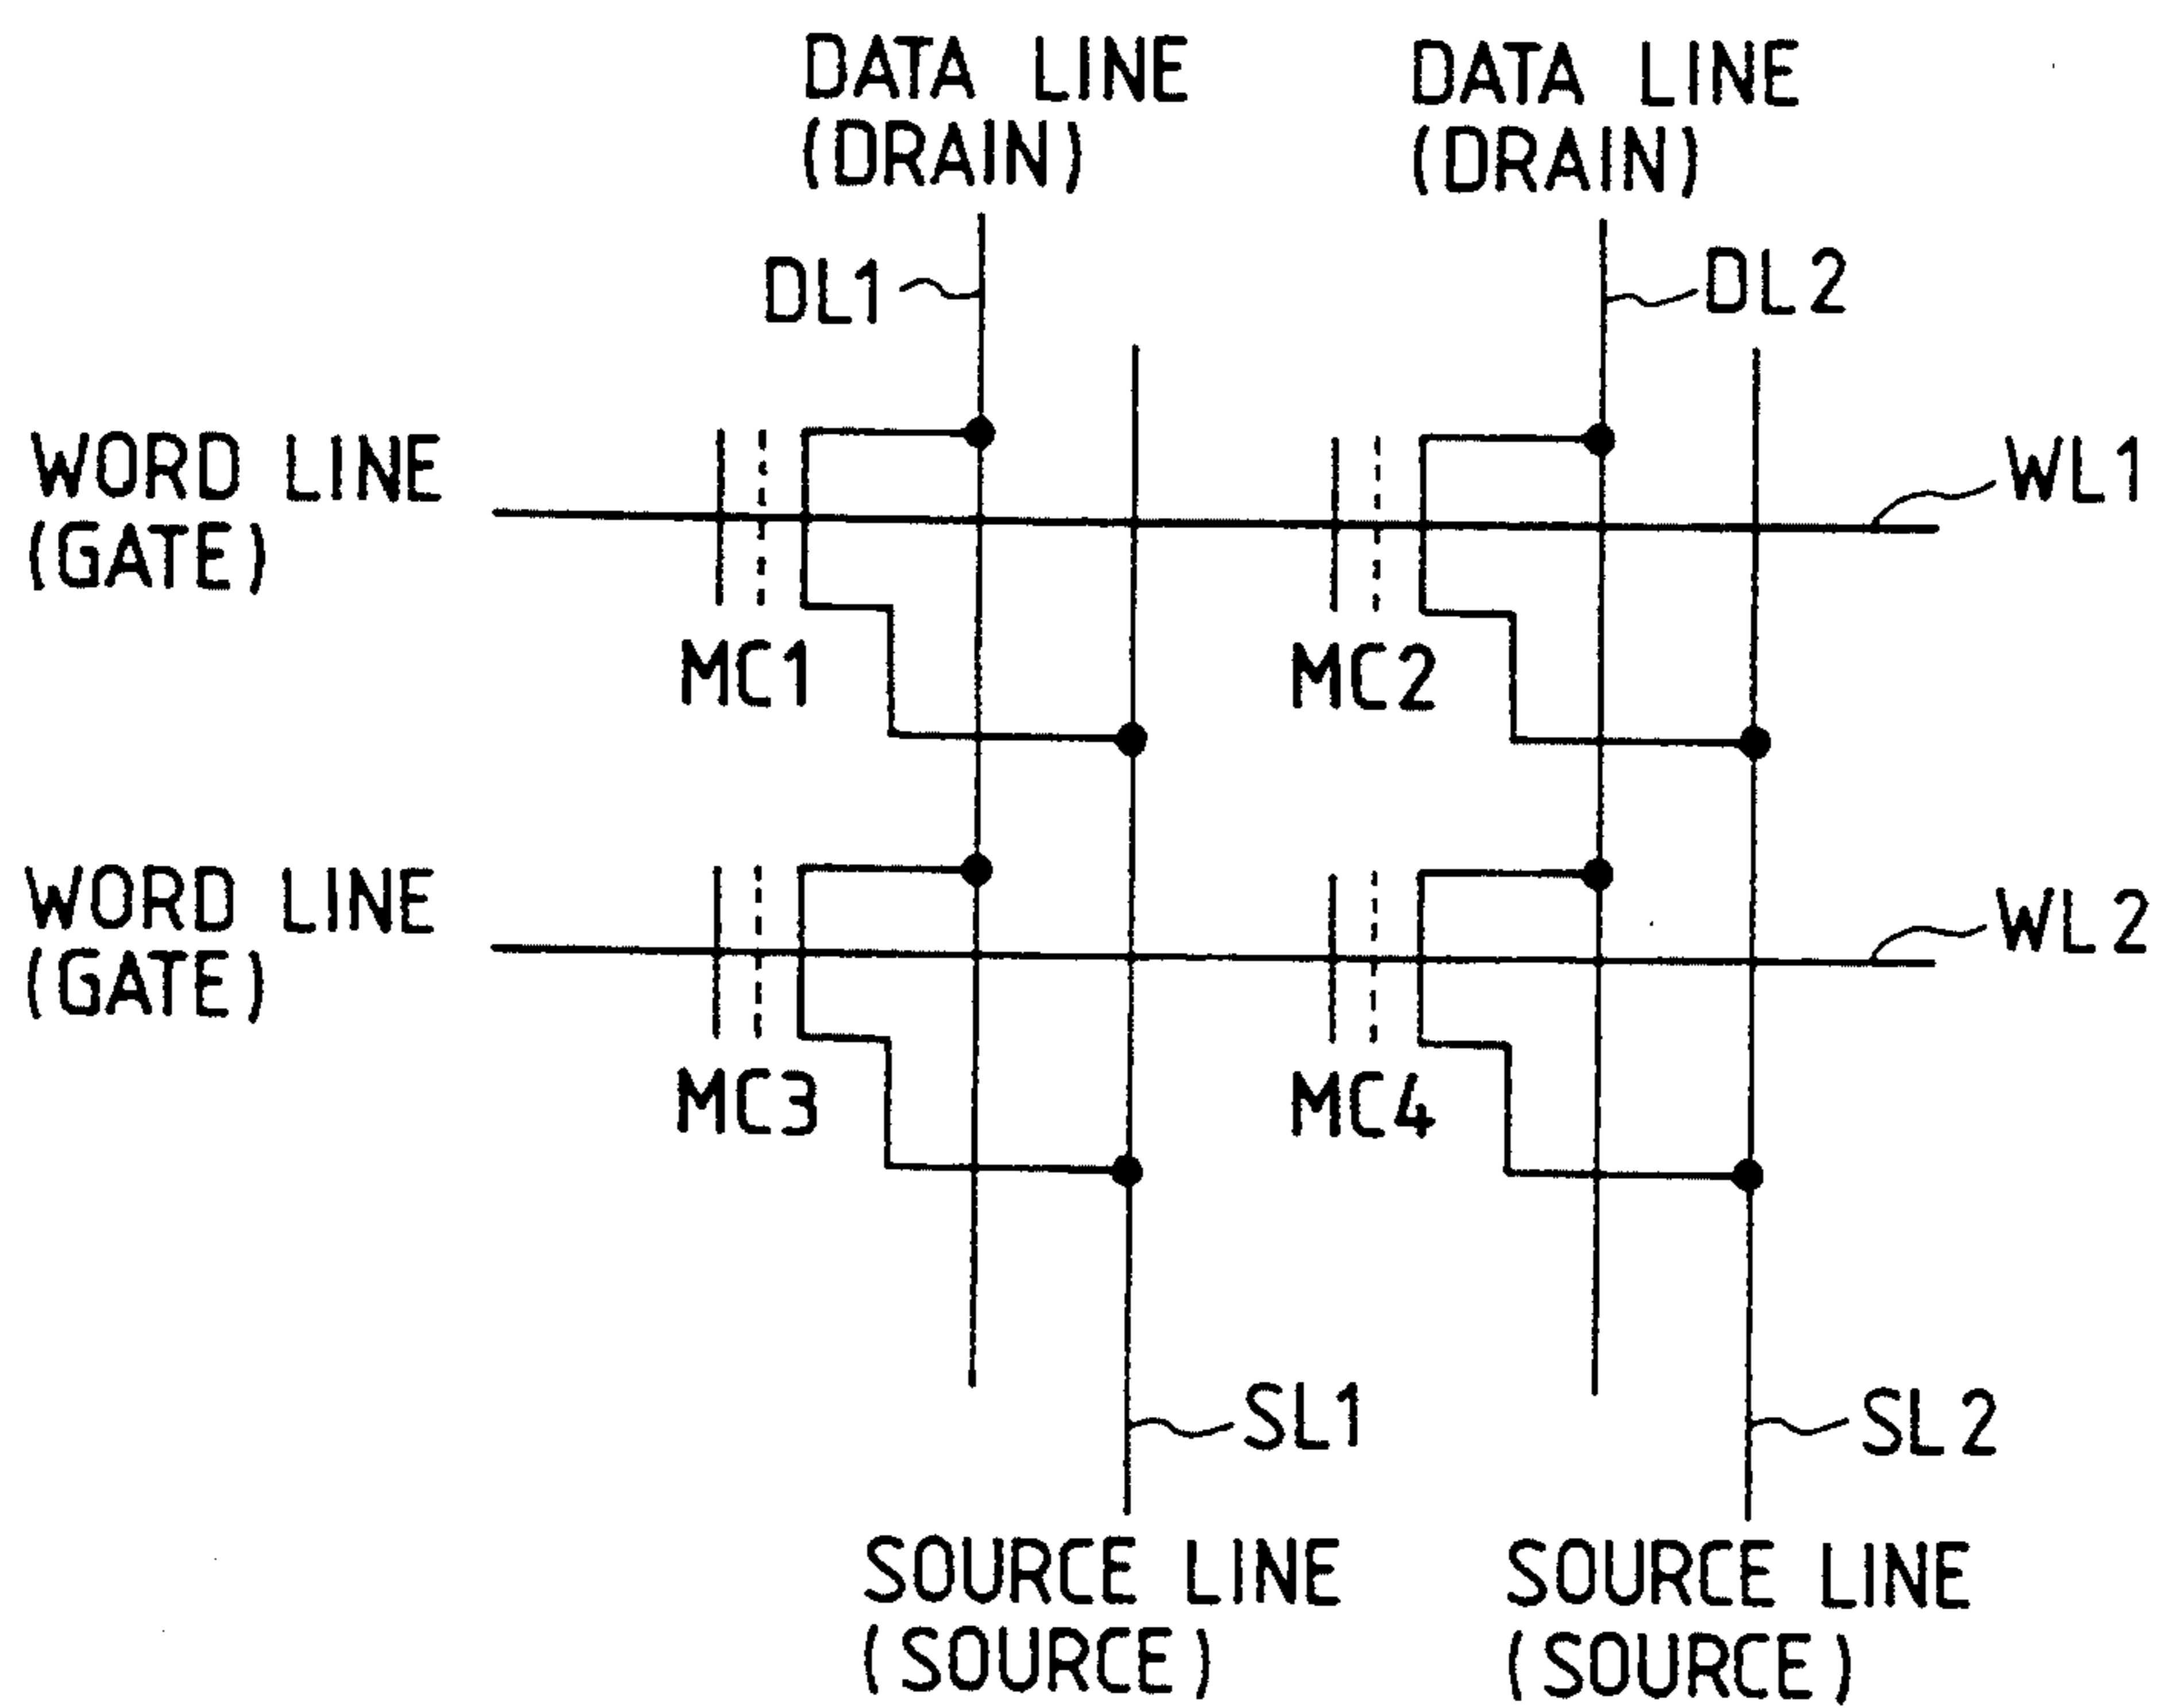 DATA LINE
(DRAIN)
DATA LINE
(DRAIN)
DL1
DL2
WORD LINE
(GATE)
WL1
MC1
MC2
WORD LINE
(GATE)
WL2
MC3
MC4
SL1
SL2
SOURCE LINE
(SOURCE)
SOURCE LINE
(SOURCE)